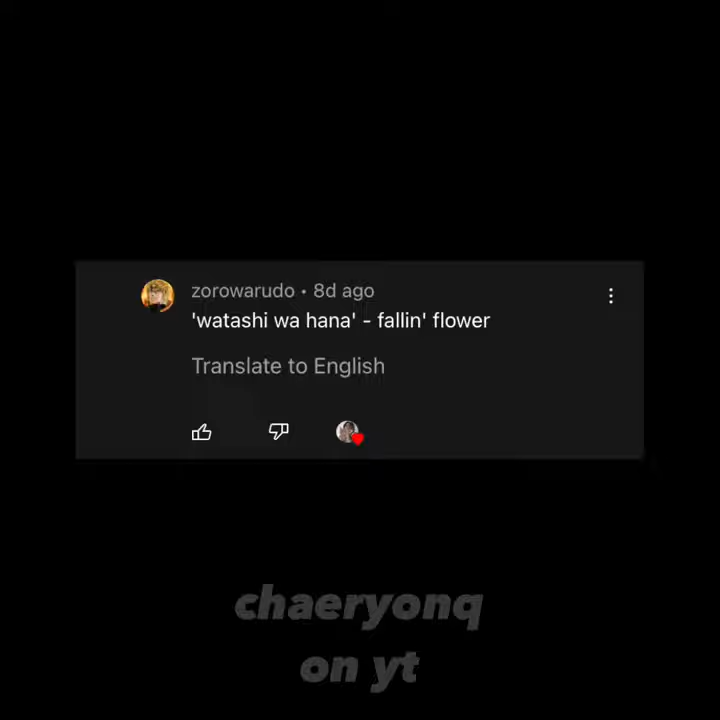 zorowarudo • 8d ago
'watashi wa hana' - fallin' flower
Translate to English
chaeryonq
on yt